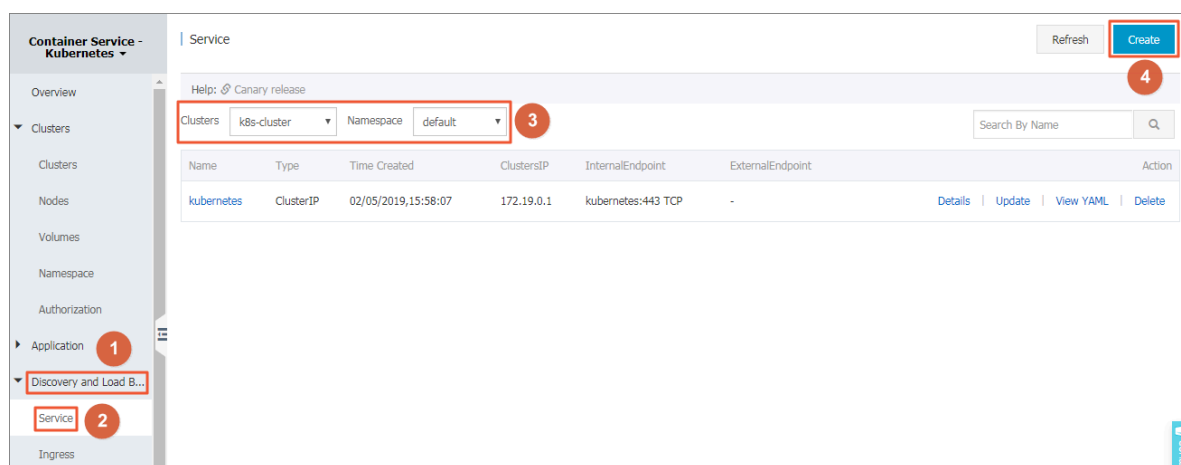 Container Service -
Kubernetes
Service
Refresh
Create
4
Overview
Help: Canary release
Clusters
Clusters k8s-cluster Namespace default 3
Search By Name
Clusters
Name Type Time Created ClustersIP InternalEndpoint ExternalEndpoint Action
Nodes
kubernetes ClusterIP 02/05/2019,15:58:07 172.19.0.1 kubernetes:443 TCP - Details | Update | View YAML | Delete
Volumes
Namespace
Authorization
Application 1
Discovery and Load B...
Service 2
Ingress